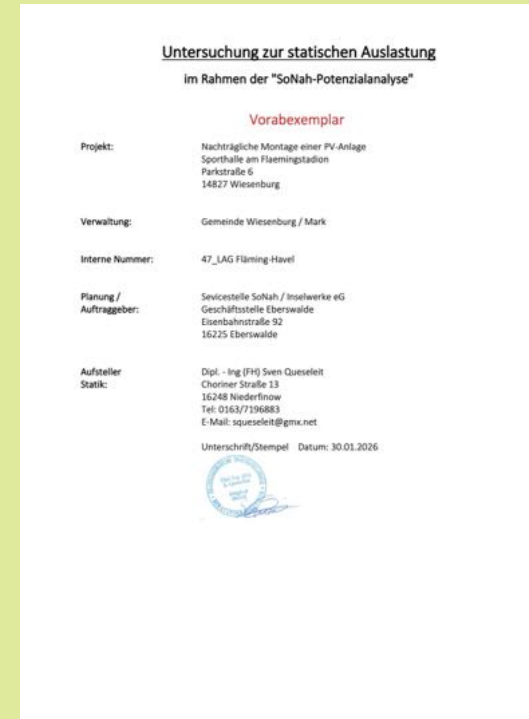 Untersuchung zur statischen Auslastung
im Rahmen der "SoNah-Potenzialanalyse"
Vorabexemplar
Projekt: Nachträgliche Montage einer PV-Anlage
Sporthalle am Flaemingstadion
Parkstraße 6
14827 Wiesenburg
Verwaltung: Gemeinde Wiesenburg / Mark
Interne Nummer: 47_LAG Fläming-Havel
Planung / Sevicestelle SoNah / Inselwerke eG
Auftraggeber: Geschäftsstelle Eberswalde
Eisenbahnstraße 92
16225 Eberswalde
Aufsteller Dipl. - Ing (FH) Sven Queseleit
Statik: Choriner Straße 13
16248 Niederfinow
Tel: 0163/7196883
E-Mail: squeseleit@gmx.net
Unterschrift/Stempel Datum: 30.01.2026